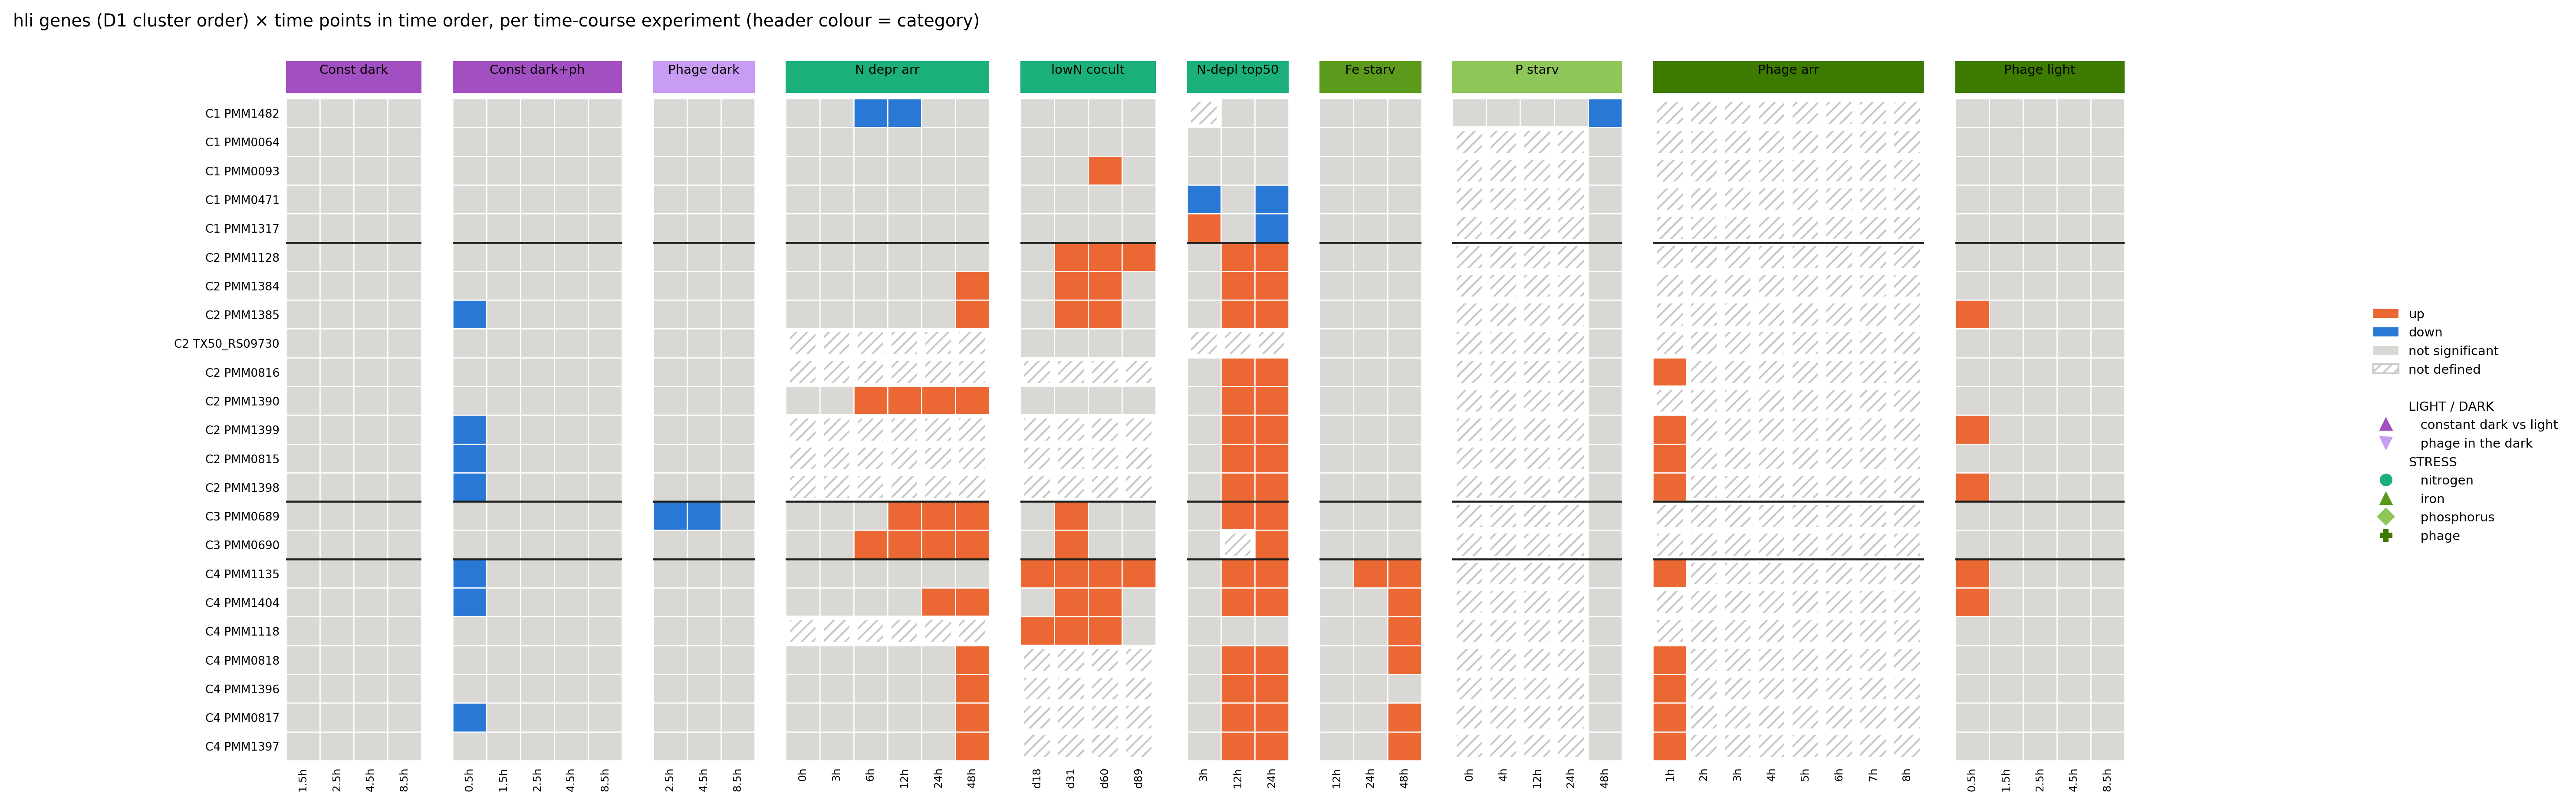 hli genes (D1 cluster order) × time points in time order, per time-course experiment (header colour = category)
Const dark Const dark+ph Phage dark N depr arr lowN cocult N-depl top50 Fe starv P starv Phage arr Phage light
C1 PMM1482
C1 PMM0064
C1 PMM0093
C1 PMM0471
C1 PMM1317
C2 PMM1128
C2 PMM1384
C2 PMM1385
C2 TX50_RS09730
C2 PMM0816
C2 PMM1390
C2 PMM1399
C2 PMM0815
C2 PMM1398
C3 PMM0689
C3 PMM0690
C4 PMM1135
C4 PMM1404
C4 PMM1118
C4 PMM0818
C4 PMM1396
C4 PMM0817
C4 PMM1397
1.5h 2.5h 4.5h 8.5h 0.5h 1.5h 2.5h 4.5h 8.5h 2.5h 4.5h 8.5h 0h 3h 6h 12h 24h 48h d18 d31 d60 d89 3h 12h 24h 12h 24h 48h 0h 4h 12h 24h 48h 1h 2h 3h 4h 5h 6h 7h 8h 0.5h 1.5h 2.5h 4.5h 8.5h
up
down
not significant
not defined
LIGHT / DARK
constant dark vs light
phage in the dark
STRESS
nitrogen
iron
phosphorus
phage